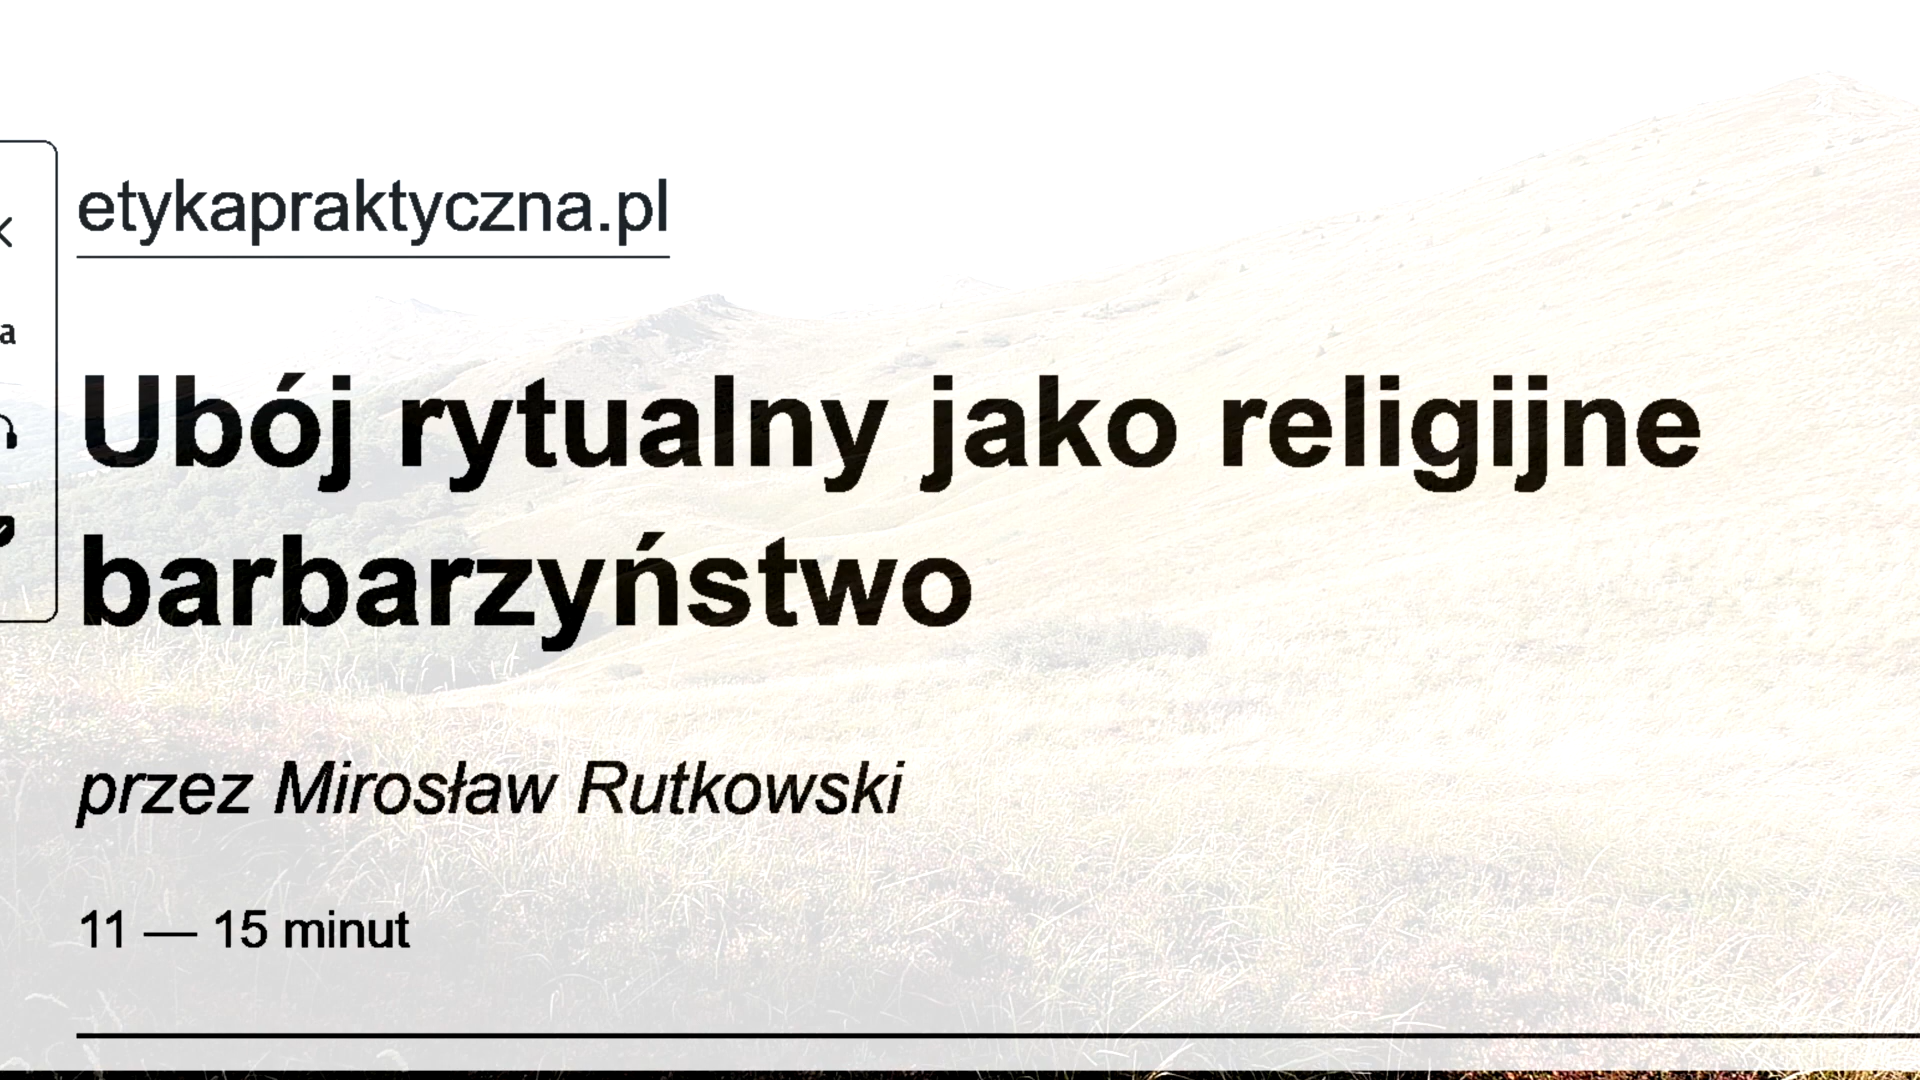 etykapraktyczna.pl
a
Ubój rytualny jako religijne
barbarzyństwo
przez Mirosław Rutkowski
11 — 15 minut